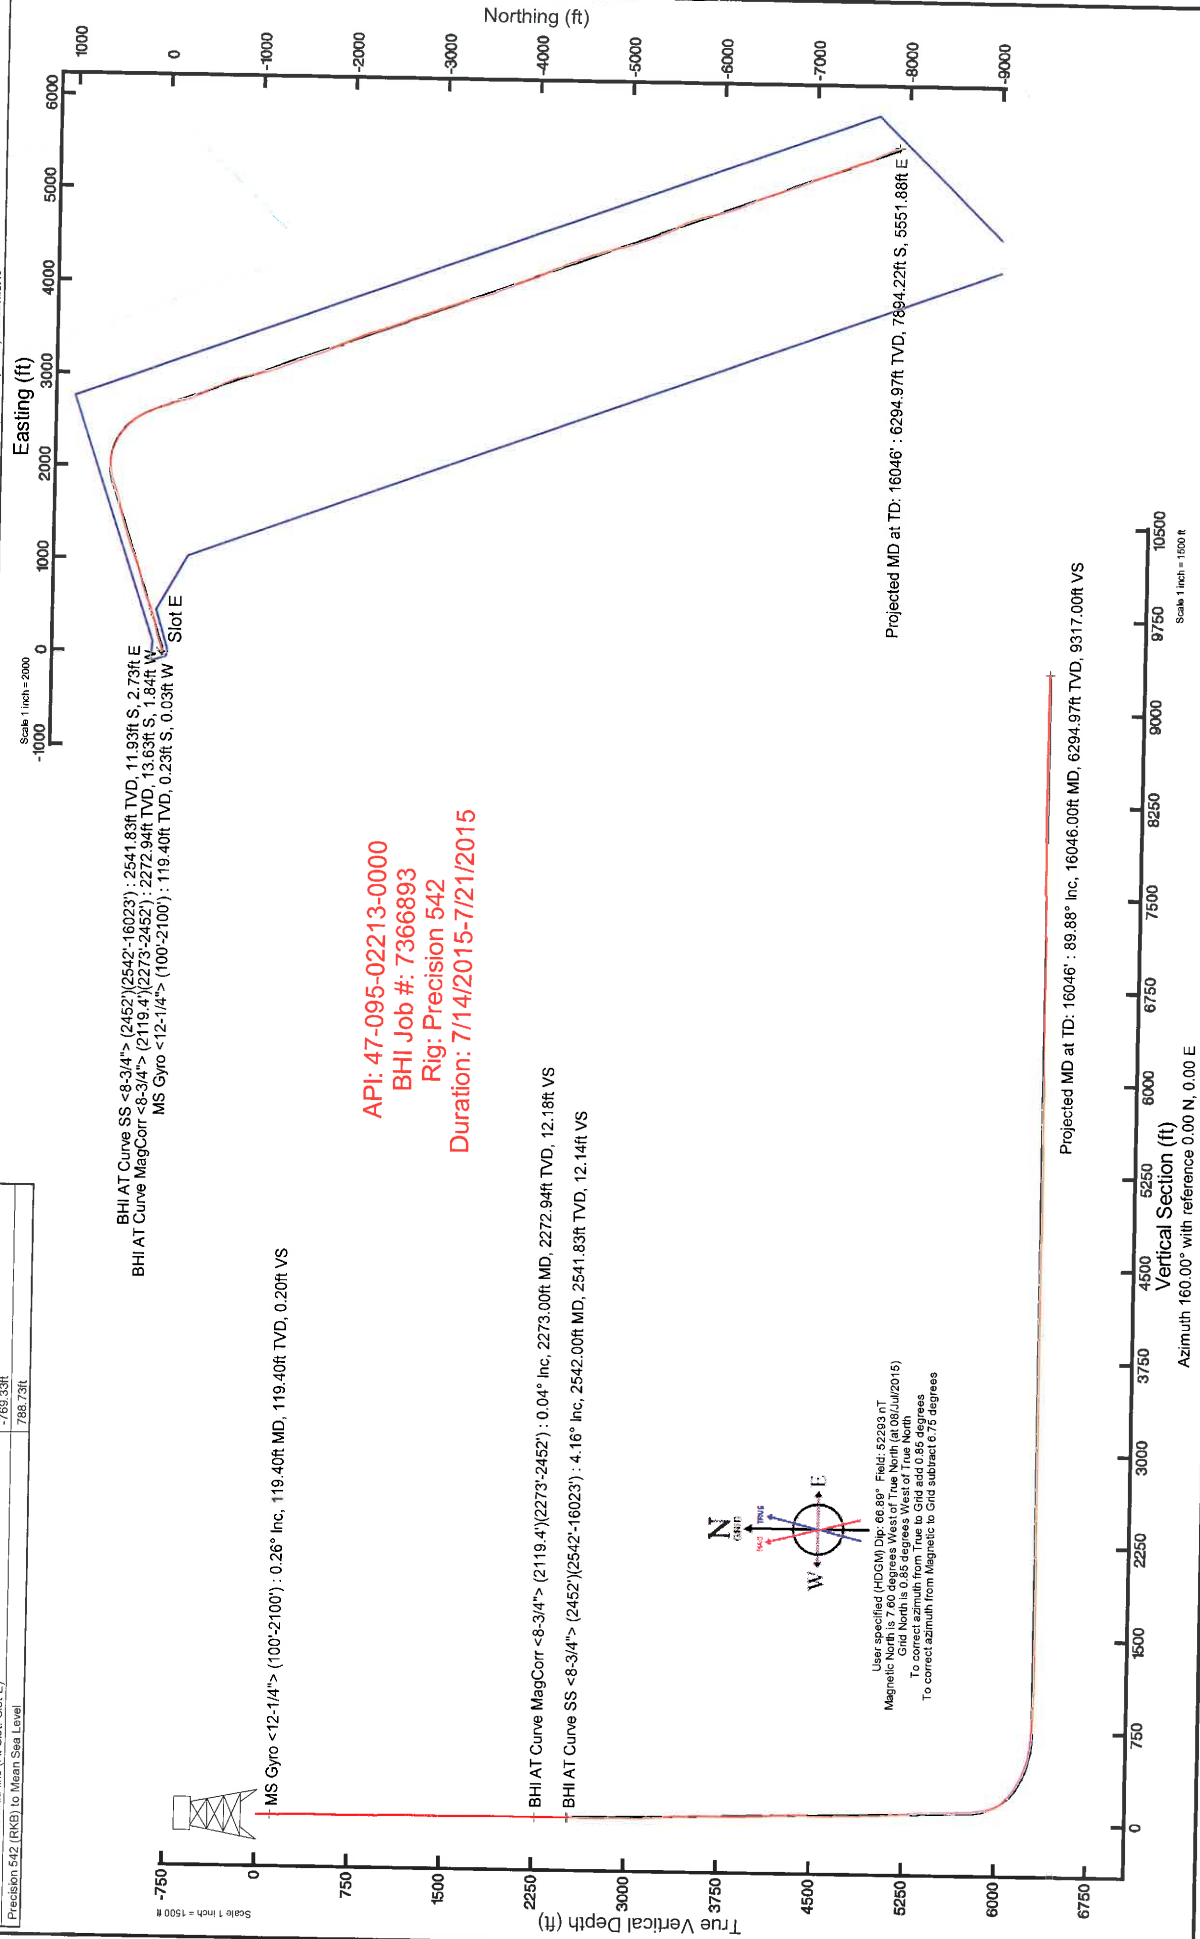 -769.33ft
Precision 542 (RKB) to Mean Sea Level
788.73ft
Scale 1 inch = 2000
Easting (ft)
-1000
0
1000
2000
3000
4000
5000
6000
Northing (ft)
1000
0
-1000
-2000
-3000
-4000
-5000
-6000
-7000
-8000
-9000
BHI AT Curve SS <8-3/4"> (2452')(2542'-16023') : 2541.83ft TVD, 11.93ft S, 2.73ft E
BHI AT Curve MagCorr <8-3/4"> (2119.4')(2273'-2452') : 2272.94ft TVD, 13.63ft S, 1.84ft W
MS Gyro <12-1/4"> (100'-2100') : 119.40ft TVD, 0.23ft S, 0.03ft W
Slot E
Projected MD at TD: 16046' : 6294.97ft TVD, 7894.22ft S, 5551.88ft E
API: 47-095-02213-0000
BHI Job #: 7366893
Rig: Precision 542
Duration: 7/14/2015-7/21/2015
MS Gyro <12-1/4"> (100'-2100') : 0.26° Inc, 119.40ft MD, 119.40ft TVD, 0.20ft VS
BHI AT Curve MagCorr <8-3/4"> (2119.4')(2273'-2452') : 0.04° Inc, 2273.00ft MD, 2272.94ft TVD, 12.18ft VS
BHI AT Curve SS <8-3/4"> (2452')(2542'-16023') : 4.16° Inc, 2542.00ft MD, 2541.83ft TVD, 12.14ft VS
Projected MD at TD: 16046' : 89.88° Inc, 16046.00ft MD, 6294.97ft TVD, 9317.00ft VS
N
GRID
MAG
TRUE
W
E
User specified (HDGM) Dip: 66.89° Field: 52293 nT
Magnetic North is 7.60 degrees West of True North (at 08/Jul/2015)
Grid North is 0.85 degrees West of True North
To correct azimuth from True to Grid add 0.85 degrees
To correct azimuth from Magnetic to Grid subtract 6.75 degrees
Scale 1 inch = 1500 ft
True Vertical Depth (ft)
-750
0
750
1500
2250
3000
3750
4500
5250
6000
6750
0
750
1500
2250
3000
3750
4500
5250
6000
6750
7500
8250
9000
9750
10500
Vertical Section (ft)
Azimuth 160.00° with reference 0.00 N, 0.00 E
Scale 1 inch = 1500 ft